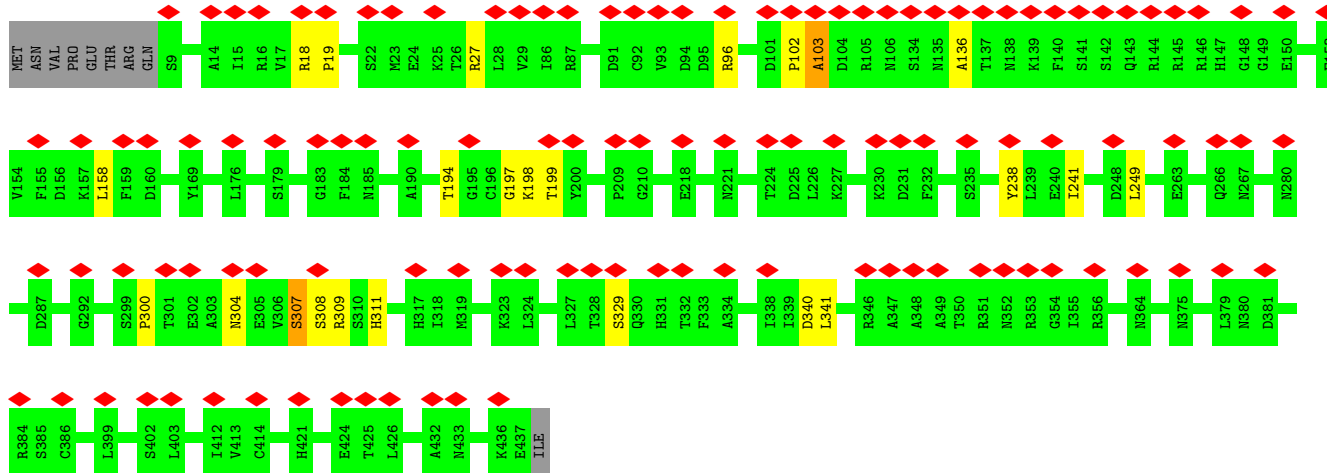 MET ASN VAL PRO GLU THR ARG GLN S9 A14 I15 R16 V17 R18 P19 S22 M23 E24 K25 T26 R27 L28 V29 I86 R87 D91 C92 V93 D94 D95 R96 D101 P102 A103 D104 R105 N106 S134 N135 A136 T137 N138 K139 F140 S141 S142 Q143 R144 R145 R146 H147 G148 G149 E150
V154 F155 D156 K157 L158 F159 D160 Y169 L176 S179 G183 F184 N185 A190 T194 G195 C196 G197 K198 T199 Y200 P209 G210 E218 N221 T224 D225 L226 K227 K230 D231 F232 S235 Y238 L239 E240 I241 D248 L249 E263 Q266 N267 N280
D287 G292 S299 P300 T301 E302 A303 N304 E305 V306 S307 S308 R309 S310 H311 H317 I318 M319 K323 L324 L327 T328 S329 Q330 H331 T332 F333 A334 I338 I339 D340 L341 R346 A347 A348 A349 T350 R351 N352 R353 G354 I355 R356 N364 N375 L379 N380 D381
R384 S385 C386 L399 S402 L403 I412 V413 C414 H421 E424 T425 L426 A432 N433 K436 E437 ILE